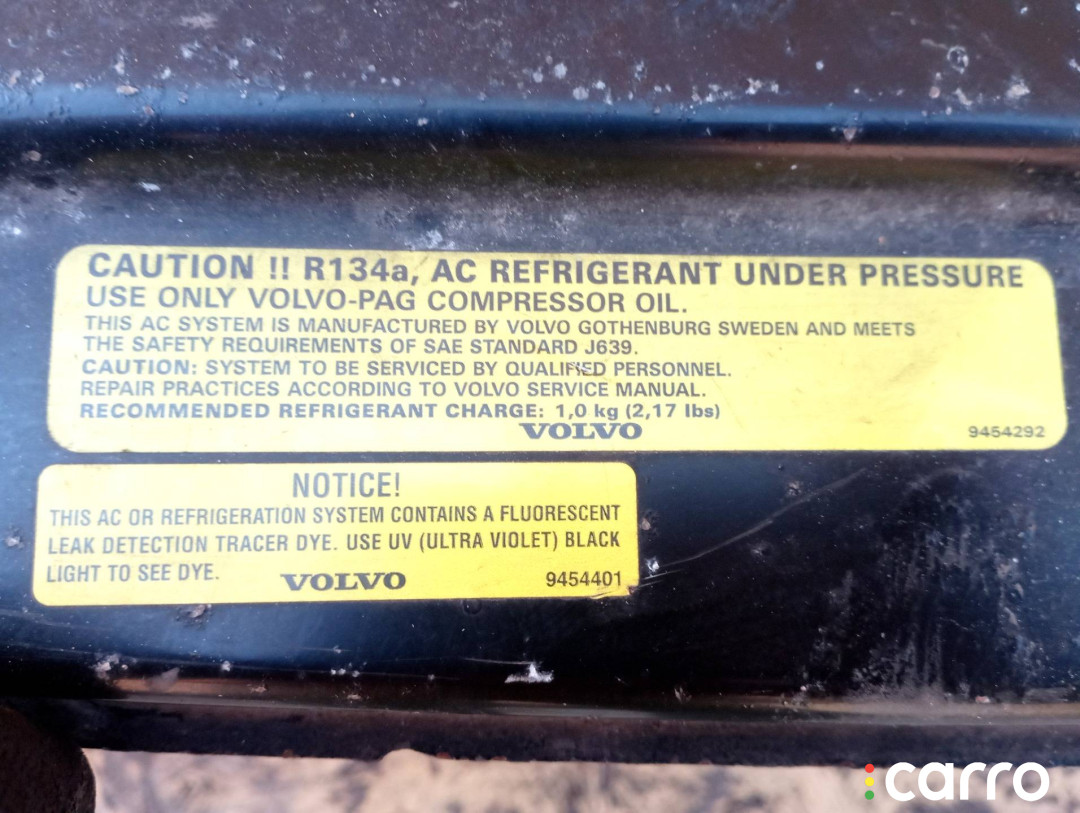 CAUTION !! R134a, AC REFRIGERANT UNDER PRESSURE
USE ONLY VOLVO-PAG COMPRESSOR OIL.
THIS AC SYSTEM IS MANUFACTURED BY VOLVO GOTHENBURG SWEDEN AND MEETS
THE SAFETY REQUIREMENTS OF SAE STANDARD J639.
CAUTION: SYSTEM TO BE SERVICED BY QUALIFIED PERSONNEL.
REPAIR PRACTICES ACCORDING TO VOLVO SERVICE MANUAL.
RECOMMENDED REFRIGERANT CHARGE: 1,0 kg (2,17 lbs)
VOLVO 9454292
NOTICE!
THIS AC OR REFRIGERATION SYSTEM CONTAINS A FLUORESCENT
LEAK DETECTION TRACER DYE. USE UV (ULTRA VIOLET) BLACK
LIGHT TO SEE DYE. VOLVO 9454401
carro